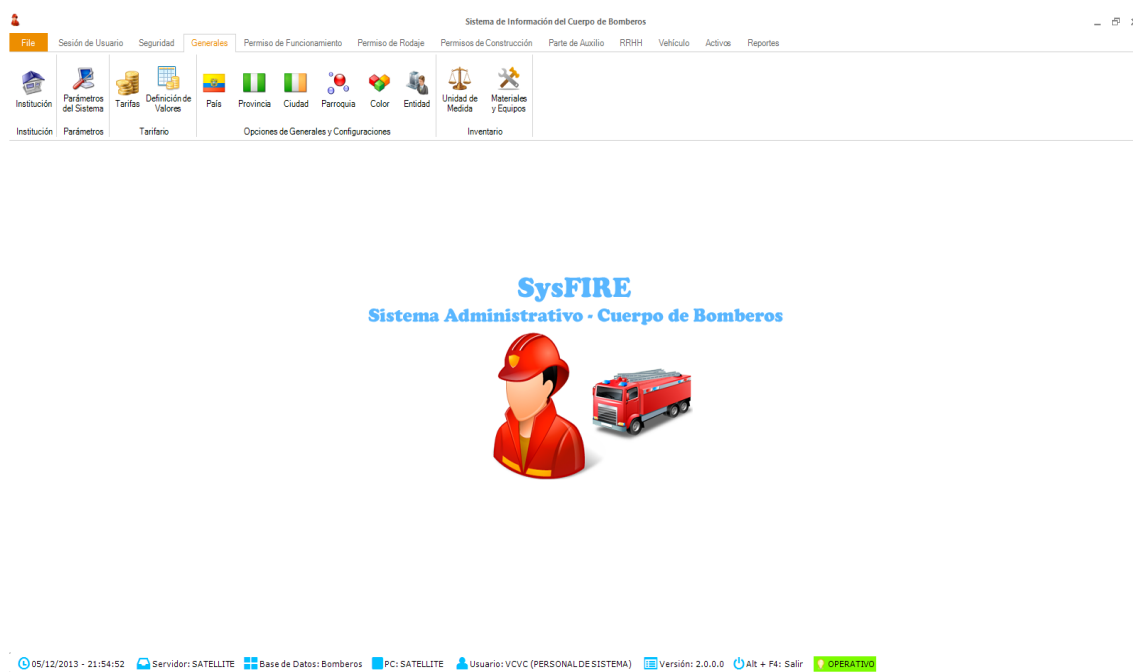 Sistema de Información del Cuerpo de Bomberos
File Sesión de Usuario Seguridad Generales Permiso de Funcionamiento Permiso de Rodaje Permisos de Construcción Parte de Auxilio RRHH Vehículo Activos Reportes
Institución Parámetros del Sistema Tarifas Definición de Valores País Provincia Ciudad Parroquia Color Entidad Unidad de Medida Materiales y Equipos
Institución Parámetros Tarifario Opciones de Generales y Configuraciones Inventario
SysFIRE
Sistema Administrativo - Cuerpo de Bomberos
05/12/2013 - 21:54:52 Servidor: SATELLITE Base de Datos: Bomberos PC: SATELLITE Usuario: VCVC (PERSONAL DE SISTEMA) Versión: 2.0.0.0 Alt + F4: Salir OPERATIVO